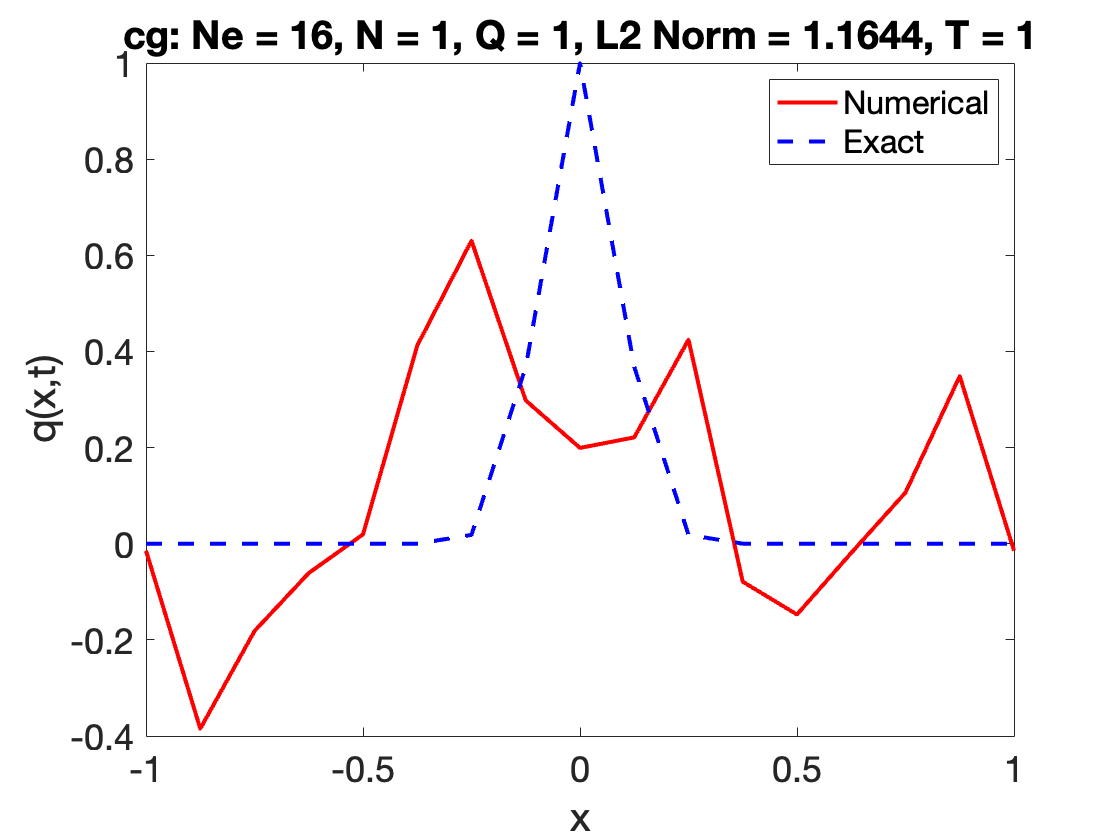 cg: Ne = 16, N = 1, Q = 1, L2 Norm = 1.1644, T = 1
Numerical
Exact
1
0.8
0.6
0.4
0.2
0
-0.2
-0.4
q(x,t)
-1 -0.5 0 0.5 1
x